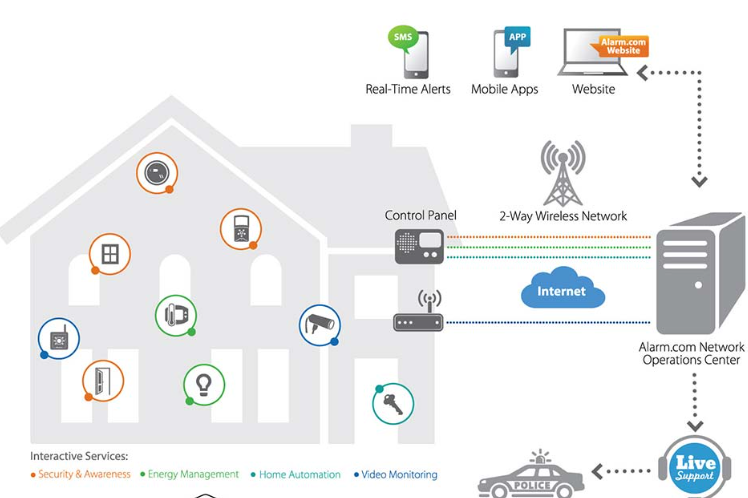 SMS
APP
Alarm.com
Website
Real-Time Alerts
Mobile Apps
Website
Control Panel
2-Way Wireless Network
Internet
Alarm.com Network
Operations Center
Interactive Services:
• Security & Awareness • Energy Management • Home Automation • Video Monitoring
Live
Support
POLICE